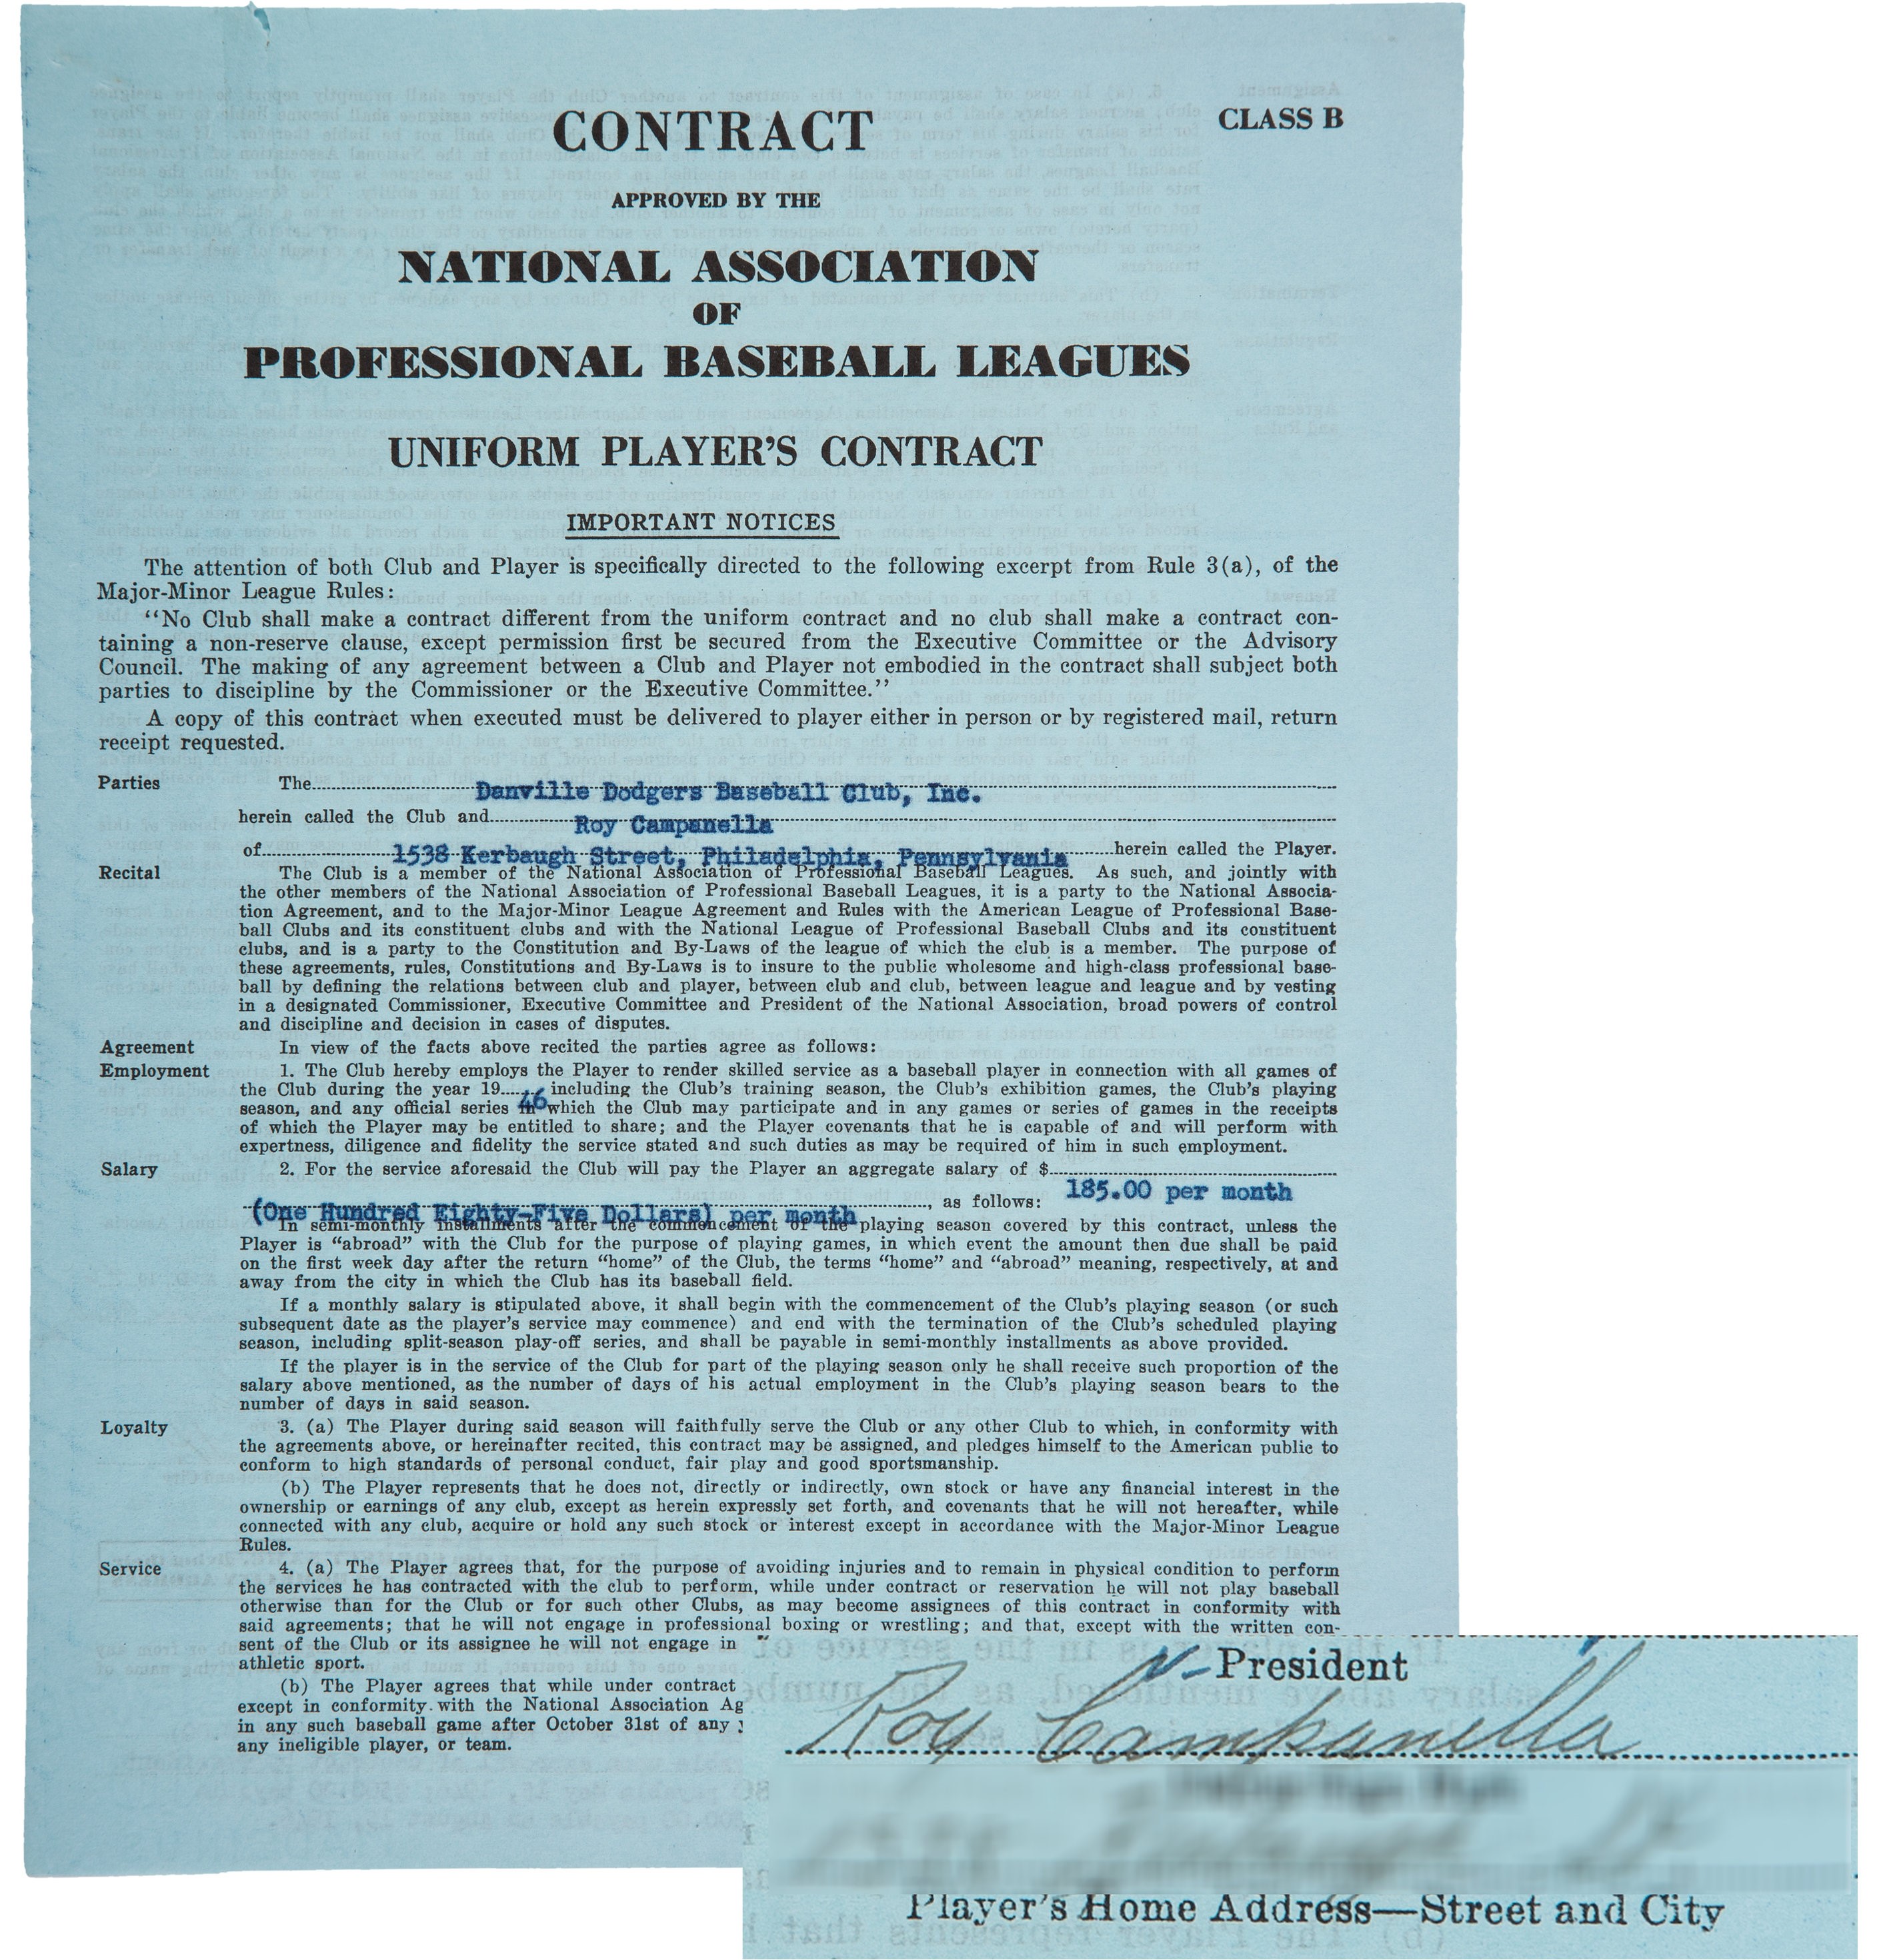 CONTRACT
CLASS B
APPROVED BY THE
NATIONAL ASSOCIATION
OF
PROFESSIONAL BASEBALL LEAGUES
UNIFORM PLAYER'S CONTRACT
IMPORTANT NOTICES
The attention of both Club and Player is specifically directed to the following excerpt from Rule 3(a), of the
Major-Minor League Rules:
"No Club shall make a contract different from the uniform contract and no club shall make a contract con-
taining a non-reserve clause, except permission first be secured from the Executive Committee or the Advisory
Council. The making of any agreement between a Club and Player not embodied in the contract shall subject both
parties to discipline by the Commissioner or the Executive Committee."
A copy of this contract when executed must be delivered to player either in person or by registered mail, return
receipt requested.
Parties The Danville Dodgers Baseball Club, Inc.
herein called the Club and Roy Campanella
of 1538 Kerbaugh Street, Philadelphia, Pennsylvania herein called the Player.
Recital The Club is a member of the National Association of Professional Baseball Leagues. As such, and jointly with
the other members of the National Association of Professional Baseball Leagues, it is a party to the National Associa-
tion Agreement, and to the Major-Minor League Agreement and Rules with the American League of Professional Base-
ball Clubs and its constituent clubs and with the National League of Professional Baseball Clubs and its constituent
clubs, and is a party to the Constitution and By-Laws of the league of which the club is a member. The purpose of
these agreements, rules, Constitutions and By-Laws is to insure to the public wholesome and high-class professional base-
ball by defining the relations between club and player, between club and club, between league and league and by vesting
in a designated Commissioner, Executive Committee and President of the National Association, broad powers of control
and discipline and decision in cases of disputes.
Agreement In view of the facts above recited the parties agree as follows:
Employment 1. The Club hereby employs the Player to render skilled service as a baseball player in connection with all games of
the Club during the year 19 46 including the Club's training season, the Club's exhibition games, the Club's playing
season, and any official series in which the Club may participate and in any games or series of games in the receipts
of which the Player may be entitled to share; and the Player covenants that he is capable of and will perform with
expertness, diligence and fidelity the service stated and such duties as may be required of him in such employment.
Salary 2. For the service aforesaid the Club will pay the Player an aggregate salary of $
185.00 per month
(One Hundred Eighty-Five Dollars) per month, as follows:
In semi-monthly installments after the commencement of the playing season covered by this contract, unless the
Player is "abroad" with the Club for the purpose of playing games, in which event the amount then due shall be paid
on the first week day after the return "home" of the Club, the terms "home" and "abroad" meaning, respectively, at and
away from the city in which the Club has its baseball field.
If a monthly salary is stipulated above, it shall begin with the commencement of the Club's playing season (or such
subsequent date as the player's service may commence) and end with the termination of the Club's scheduled playing
season, including split-season play-off series, and shall be payable in semi-monthly installments as above provided.
If the player is in the service of the Club for part of the playing season only he shall receive such proportion of the
salary above mentioned, as the number of days of his actual employment in the Club's playing season bears to the
number of days in said season.
Loyalty 3. (a) The Player during said season will faithfully serve the Club or any other Club to which, in conformity with
the agreements above, or hereinafter recited, this contract may be assigned, and pledges himself to the American public to
conform to high standards of personal conduct, fair play and good sportsmanship.
(b) The Player represents that he does not, directly or indirectly, own stock or have any financial interest in the
ownership or earnings of any club, except as herein expressly set forth, and covenants that he will not hereafter, while
connected with any club, acquire or hold any such stock or interest except in accordance with the Major-Minor League
Rules.
Service 4. (a) The Player agrees that, for the purpose of avoiding injuries and to remain in physical condition to perform
the services he has contracted with the club to perform, while under contract or reservation he will not play baseball
otherwise than for the Club or for such other Clubs, as may become assignees of this contract in conformity with
said agreements; that he will not engage in professional boxing or wrestling; and that, except with the written con-
sent of the Club or its assignee he will not engage in
athletic sport.
(b) The Player agrees that while under contract
except in conformity with the National Association Ag
in any such baseball game after October 31st of any
any ineligible player, or team.
President
Roy Campanella
Player's Home Address—Street and City